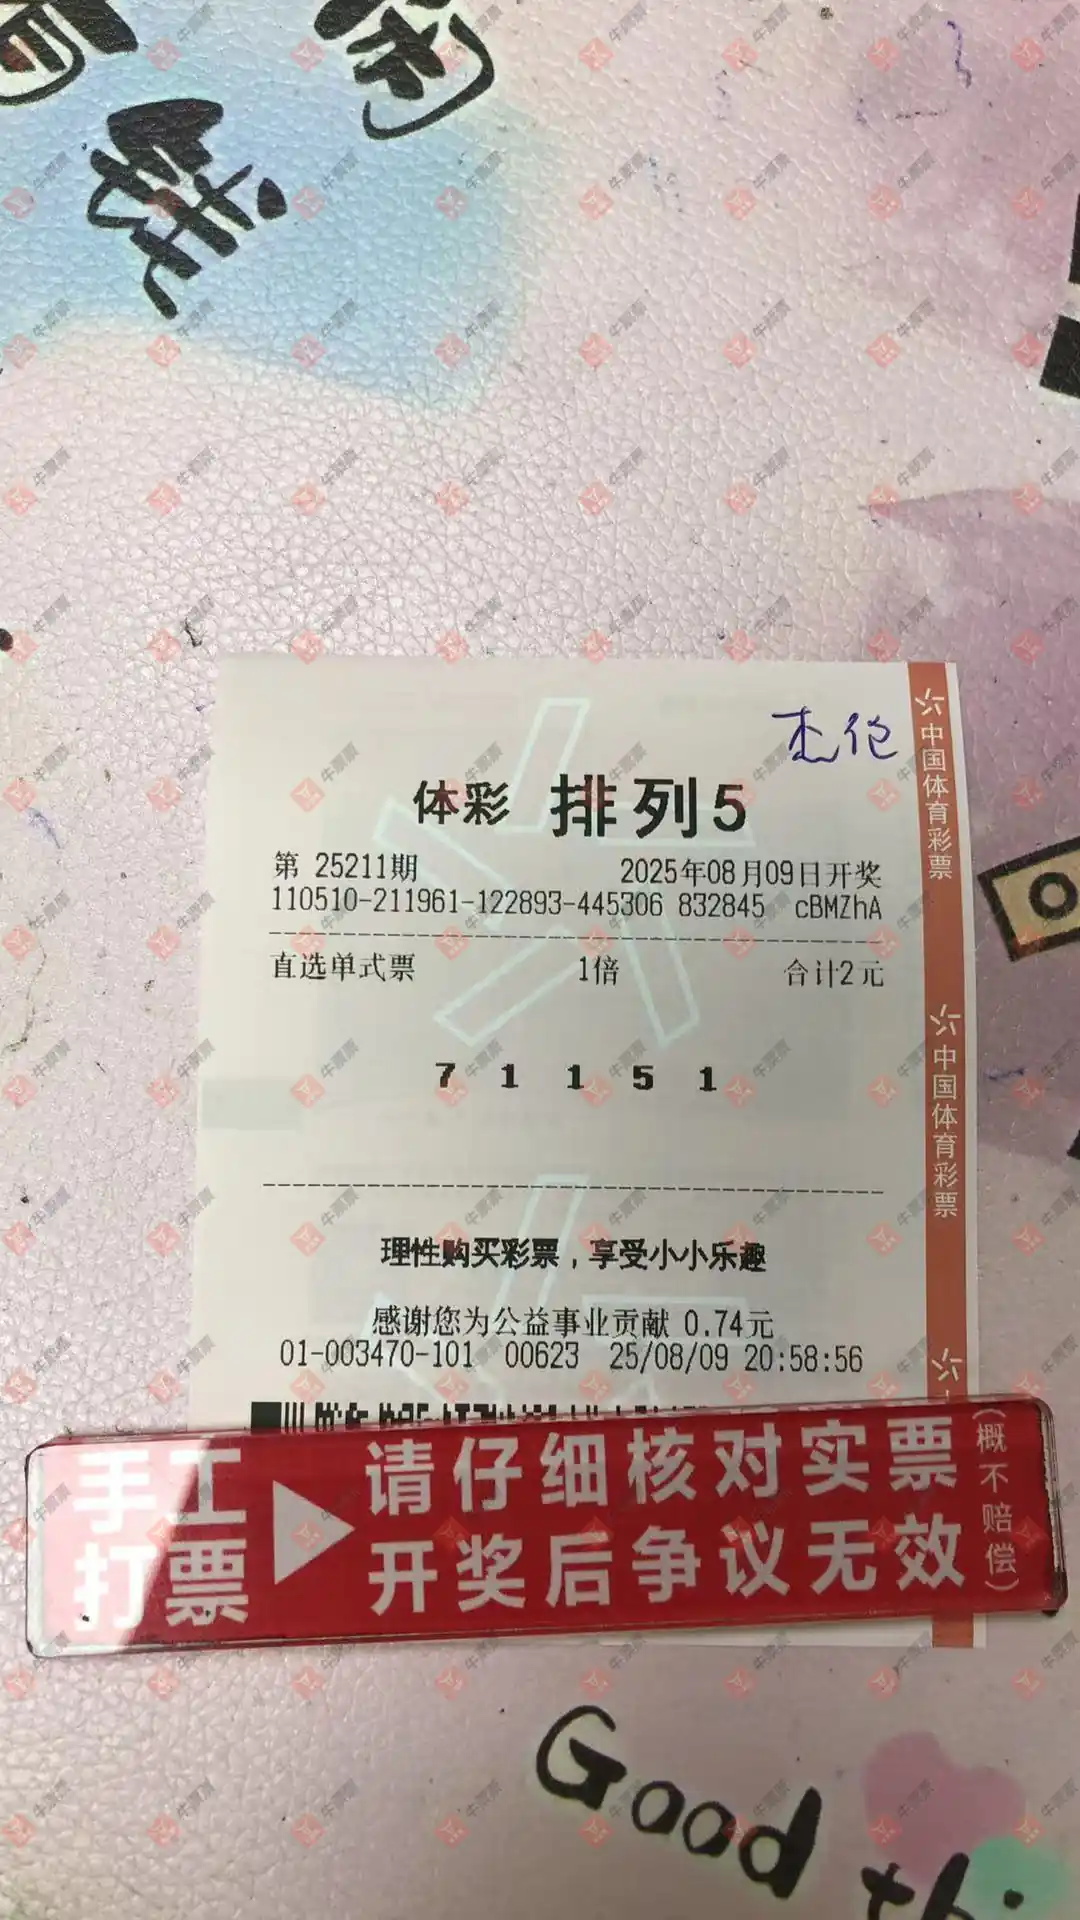 杰伦
体彩 排列5
第 25211期 2025年08月09日开奖
110510-211961-122893-445306 832845 cBMZhA
直选单式票 1倍 合计2元
7 1 1 5 1
理性购买彩票，享受小小乐趣
感谢您为公益事业贡献 0.74元
01-003470-101 00623 25/08/09 20:58:56
中国体育彩票
中国体育彩票
手工打票
请仔细核对实票
开奖后争议无效
（概不赔偿）
Good thi